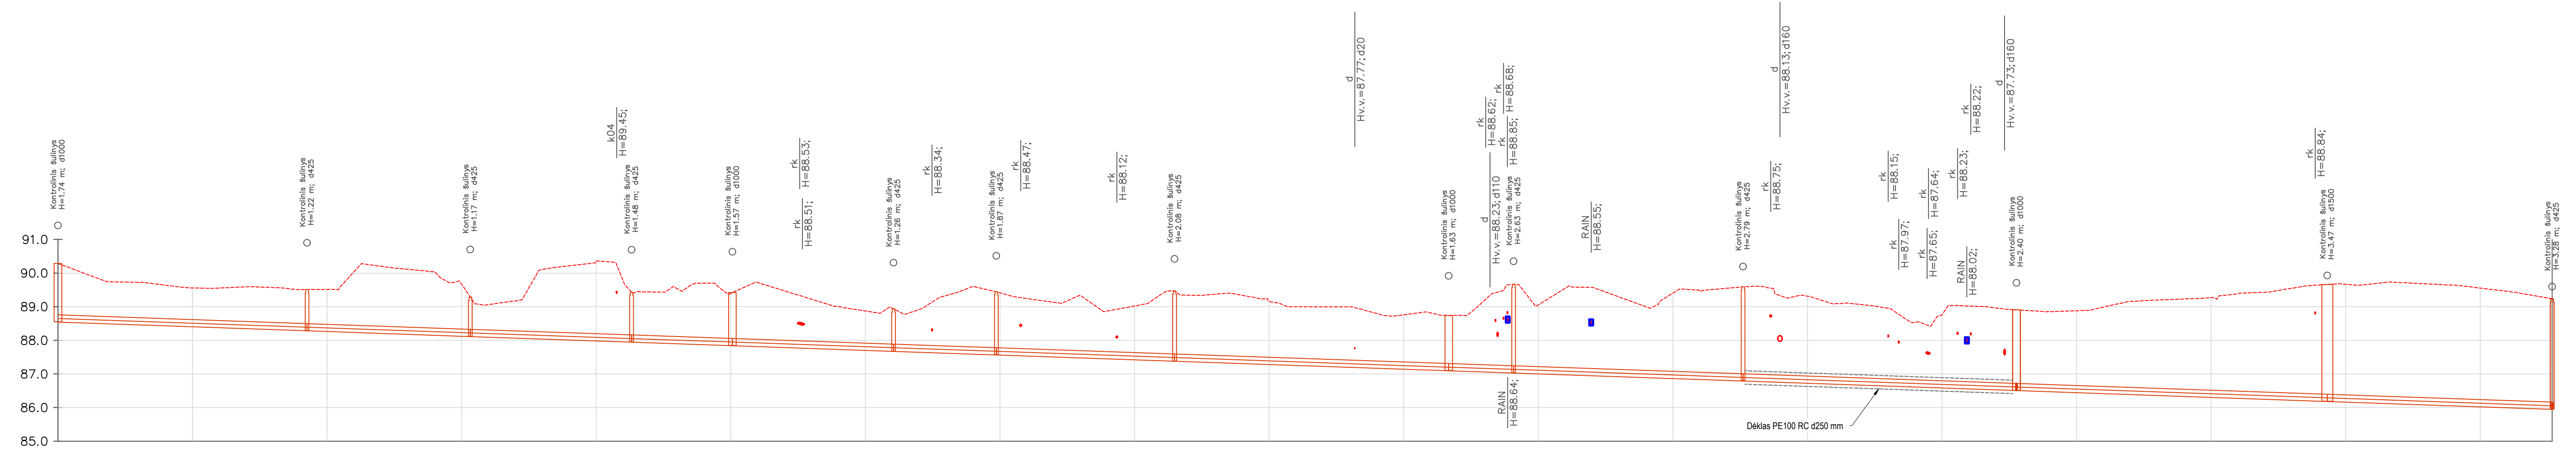 Kontrolinis šulinys
H=1.74 m; d1000
Kontrolinis šulinys
H=1.22 m; d425
Kontrolinis šulinys
H=1.17 m; d425
k04
H=89.45;
Kontrolinis šulinys
H=1.48 m; d425
Kontrolinis šulinys
H=1.57 m; d1000
rk
H=88.53;
rk
H=88.51;
Kontrolinis šulinys
H=1.26 m; d425
rk
H=88.34;
Kontrolinis šulinys
H=1.87 m; d425
rk
H=88.47;
rk
H=88.12;
Kontrolinis šulinys
H=2.08 m; d425
d
Hv.v.=87.77; d20
Kontrolinis šulinys
H=1.63 m; d1000
rk
H=88.62;
d
Hv.v.=88.23; d110
rk
H=88.68;
rk
H=88.85;
Kontrolinis šulinys
H=2.63 m; d425
RAIN
H=88.64;
RAIN
H=88.55;
Kontrolinis šulinys
H=2.79 m; d425
d
Hv.v.=88.13; d160
rk
H=88.75;
rk
H=88.15;
rk
H=87.97;
rk
H=87.64;
rk
H=87.65;
rk
H=88.22;
rk
H=88.23;
RAIN
H=88.02;
d
Hv.v.=87.73; d160
Kontrolinis šulinys
H=2.40 m; d1000
rk
H=88.84;
Kontrolinis šulinys
H=3.47 m; d1500
Kontrolinis šulinys
H=3.28 m; d425
91.0
90.0
89.0
88.0
87.0
86.0
85.0
Dėklas PE100 RC d250 mm